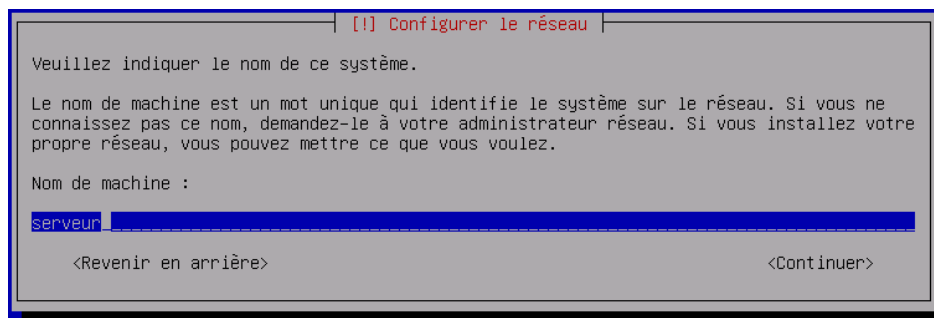 [!] Configurer le réseau
Veuillez indiquer le nom de ce système.
Le nom de machine est un mot unique qui identifie le système sur le réseau. Si vous ne
connaissez pas ce nom, demandez-le à votre administrateur réseau. Si vous installez votre
propre réseau, vous pouvez mettre ce que vous voulez.
Nom de machine :
serveur
<Revenir en arrière> <Continuer>